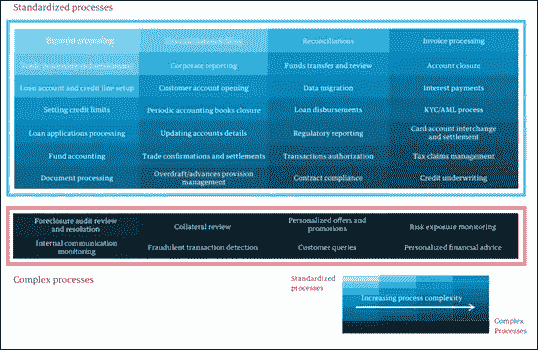 Standardized processes
Payment processing
Reconciliations
Invoice processing
Corporate reporting
Funds transfer and review
Account closure
Loan account and credit line setup
Customer account opening
Data migration
Interest payments
Setting credit limits
Periodic accounting books closure
Loan disbursements
KYC/AML process
Loan applications processing
Updating accounts details
Regulatory reporting
Card account interchange
and settlement
Fund accounting
Trade confirmations and settlements
Transactions authorization
Tax claims management
Document processing
Overdraft/advances provision
management
Contract compliance
Credit underwriting
Foreclosure audit review
and resolution
Collateral review
Personalized offers and
promotions
Risk exposure monitoring
Internal communication
monitoring
Fraudulent transaction detection
Customer queries
Personalized financial advice
Complex processes
Standardized
processes
Increasing process complexity
Complex
Processes